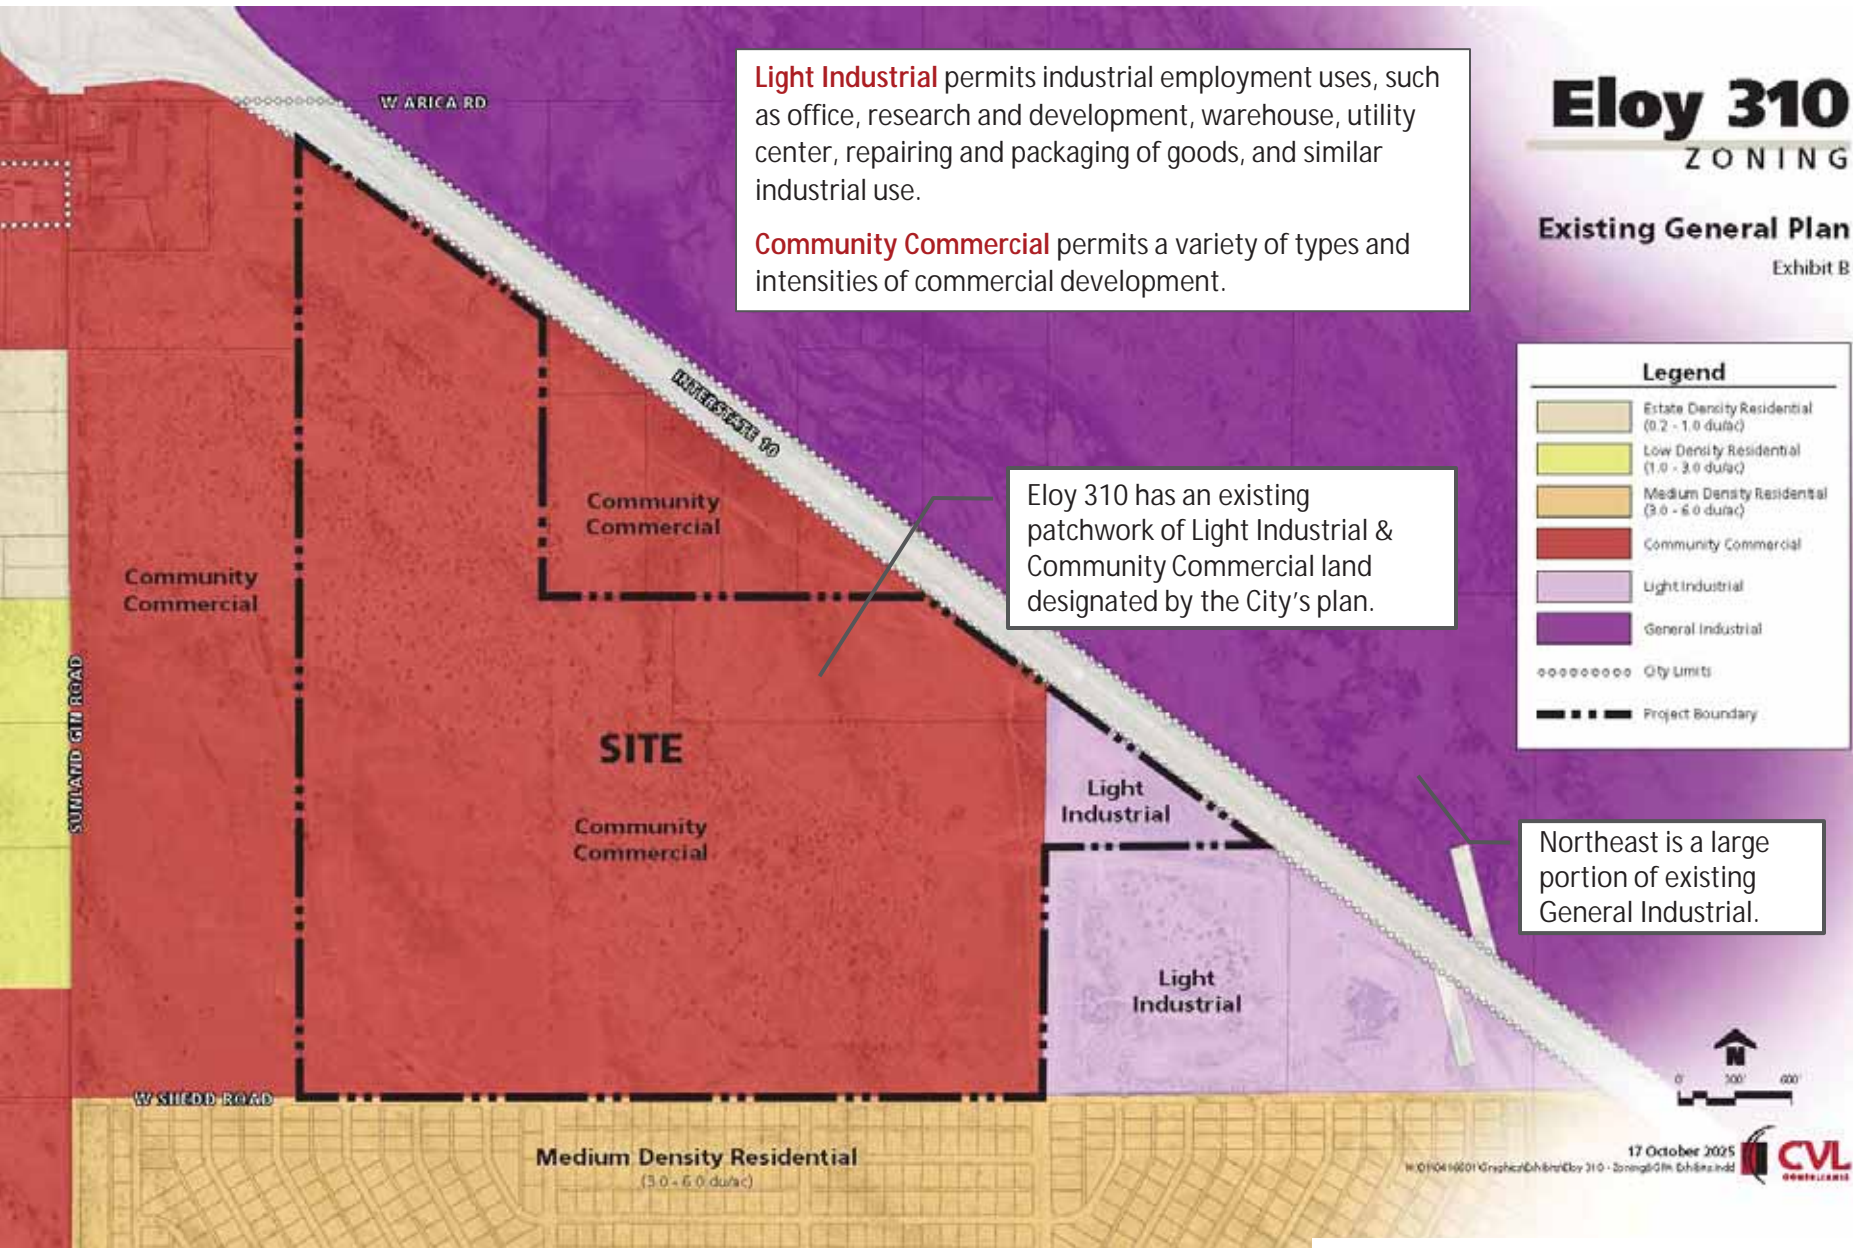 W ARICA RD
Light Industrial permits industrial employment uses, such
as office, research and development, warehouse, utility
center, repairing and packaging of goods, and similar
industrial use.
Community Commercial permits a variety of types and
intensities of commercial development.
Eloy 310
ZONING
Existing General Plan
Exhibit B
Legend
Estate Density Residential
(0.2 - 1.0 du/ac)
Low Density Residential
(1.0 - 3.0 du/ac)
Medium Density Residential
(3.0 - 6.0 du/ac)
Community Commercial
Light Industrial
General Industrial
City Limits
Project Boundary
INTERSTATE 10
Community
Commercial
Eloy 310 has an existing
patchwork of Light Industrial &
Community Commercial land
designated by the City's plan.
Community
Commercial
SUNLAND GIN ROAD
SITE
Community
Commercial
Light
Industrial
Northeast is a large
portion of existing
General Industrial.
Light
Industrial
N
0' 300' 600'
W SHEDD ROAD
Medium Density Residential
(3.0 - 6.0 du/ac)
17 October 2025
CVL
CONSULTANTS